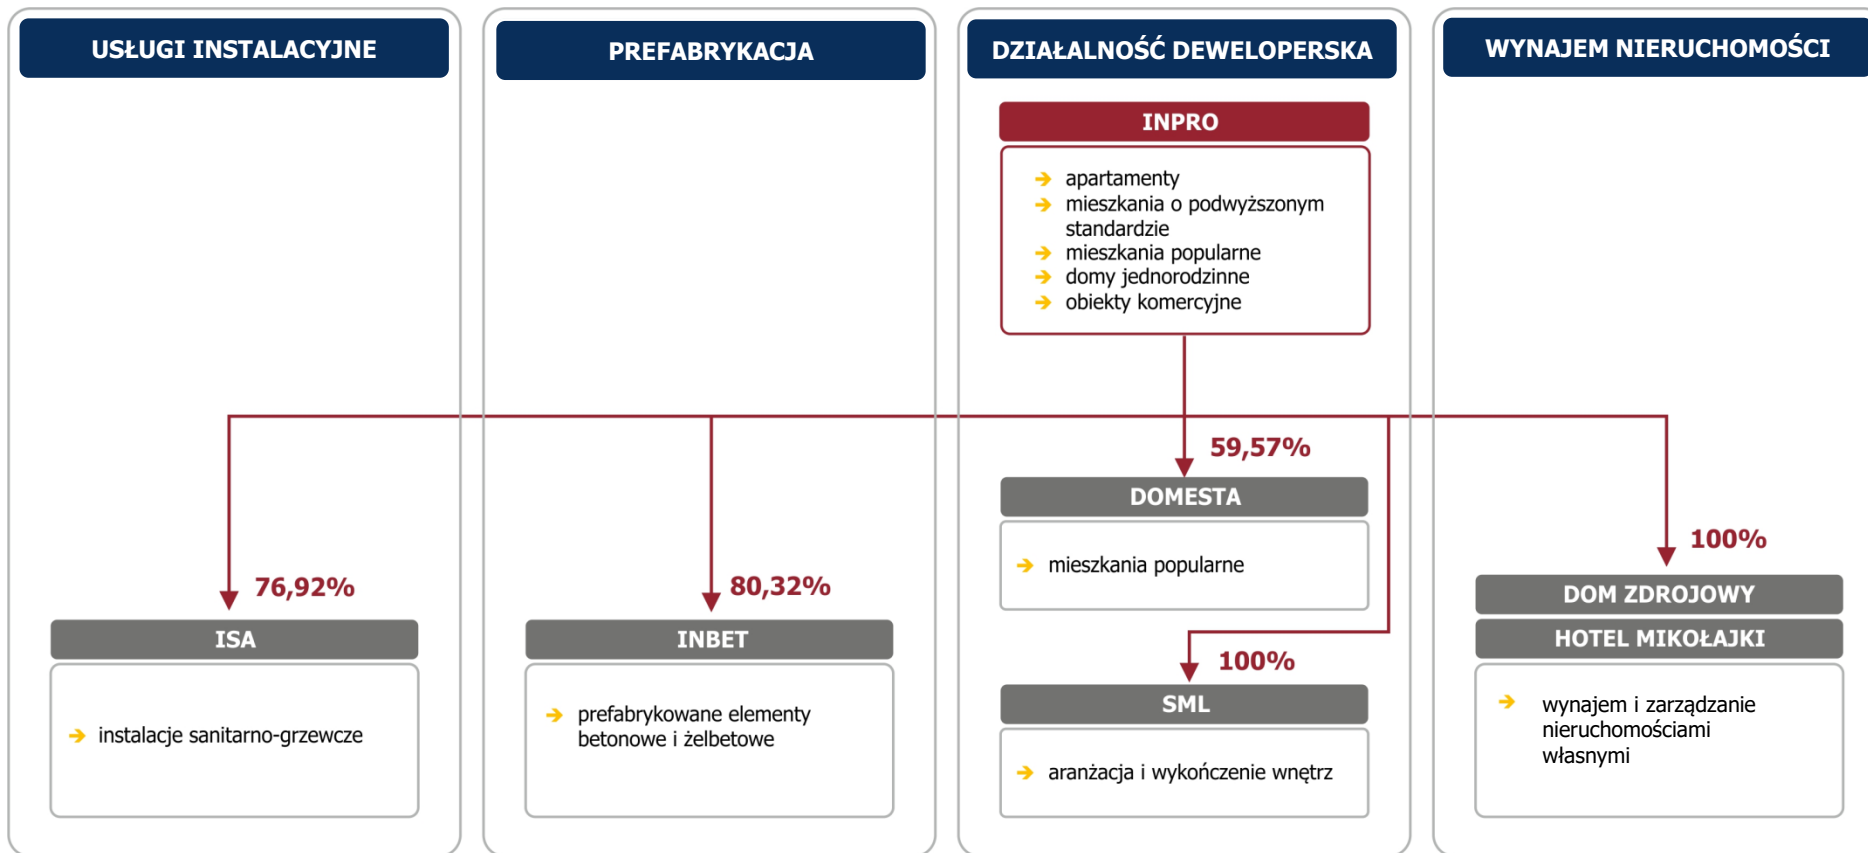 USŁUGI INSTALACYJNE
76,92%
ISA
instalacje sanitarno-grzewcze
PREFABRYKACJA
80,32%
INBET
prefabrykowane elementy
betonowe i żelbetowe
DZIAŁALNOŚĆ DEWELOPERSKA
INPRO
apartamenty
mieszkania o podwyższonym
standardzie
mieszkania popularne
domy jednorodzinne
obiekty komercyjne
59,57%
DOMESTA
mieszkania popularne
100%
SML
aranżacja i wykończenie wnętrz
WYNAJEM NIERUCHOMOŚCI
100%
DOM ZDROJOWY
HOTEL MIKOŁAJKI
wynajem i zarządzanie
nieruchomościami
własnymi